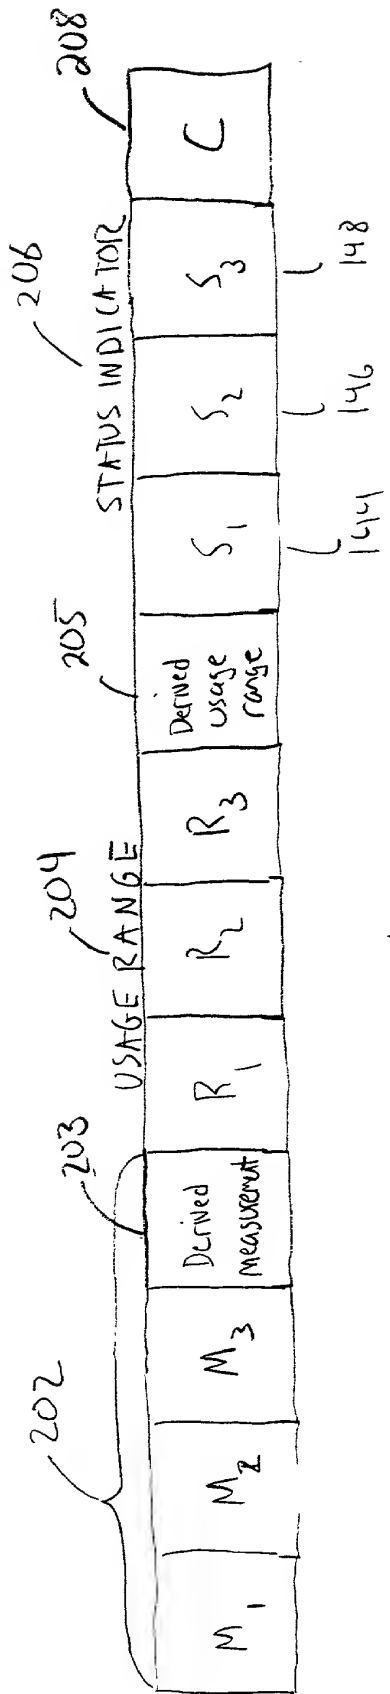 202
203
USAGE RANGE
204
205
STATUS INDICATOR
206
208
M1
M2
M3
Derived
measurement
R1
R2
R3
Derived
usage
range
S1
S2
S3
C
144
146
148